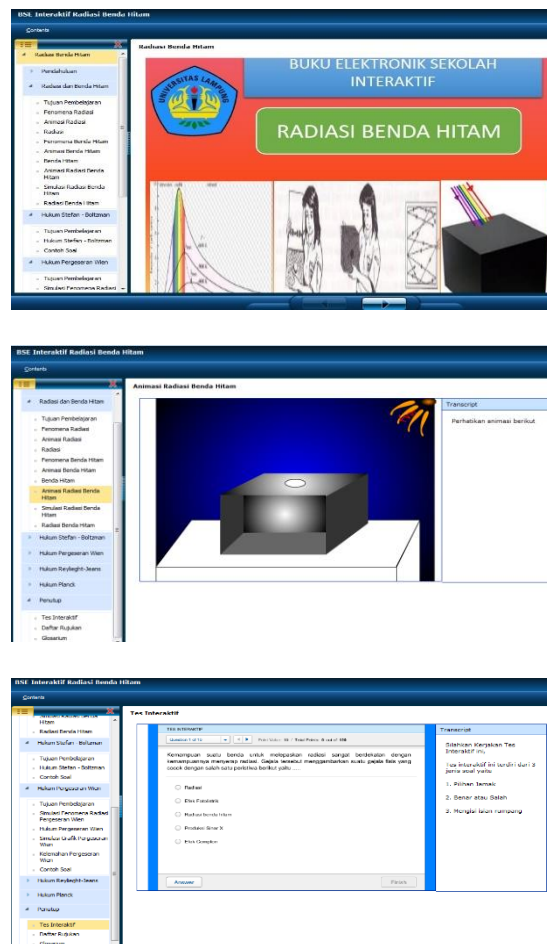 BSE Interaktif Radiasi Benda Hitam
Contents
Radiasi Benda Hitam
Pendahuluan
Radiasi dan Benda Hitam
Tujuan Pembelajaran
Fenomena Radiasi
Animasi Radiasi
Radiasi
Fenomena Benda Hitam
Animasi Benda Hitam
Benda Hitam
Animasi Radiasi Benda
Hitam
Simulasi Radiasi Benda
Hitam
Radiasi Benda Hitam
Hukum Stefan - Boltzman
Tujuan Pembelajaran
Hukum Stefan - Boltzman
Contoh Soal
Hukum Pergeseran Wien
Tujuan Pembelajaran
Simulasi Fenomena Radiasi
Radiasi Benda Hitam
UNIVERSITAS LAMPUNG
BUKU ELEKTRONIK SEKOLAH
INTERAKTIF
RADIASI BENDA HITAM
BSE Interaktif Radiasi Benda Hitam
Contents
Radiasi dan Benda Hitam
Tujuan Pembelajaran
Fenomena Radiasi
Animasi Radiasi
Radiasi
Fenomena Benda Hitam
Animasi Benda Hitam
Benda Hitam
Animasi Radiasi Benda
Hitam
Simulasi Radiasi Benda
Hitam
Radiasi Benda Hitam
Hukum Stefan - Boltzman
Hukum Pergeseran Wien
Hukum Reylieght-Jeans
Hukum Planck
Penutup
Tes Interaktif
Daftar Rujukan
Glosarium
Animasi Radiasi Benda Hitam
Transcript
Perhatikan animasi berikut
BSE Interaktif Radiasi Benda Hitam
Contents
Hitam
Radiasi Benda Hitam
Hukum Stefan - Boltzman
Tujuan Pembelajaran
Hukum Stefan - Boltzman
Contoh Soal
Hukum Pergeseran Wien
Tujuan Pembelajaran
Simulasi Fenomena Radiasi
Pergeseran Wien
Hukum Pergeseran Wien
Simulasi Grafik Pergeseran
Wien
Kelemahan Pergeseran
Wien
Contoh Soal
Hukum Reylieght-Jeans
Hukum Planck
Penutup
Tes Interaktif
Daftar Rujukan
Tes Interaktif
TES INTERAKTIF
Kemampuan suatu benda untuk melepaskan radiasi sangat berdekatan dengan
kemampuannya menyerap radiasi. Gejala tersebut menggambarkan suatu gejala fisis yang
cocok dengan salah satu peristiwa berikut yaitu ....
Radiasi
Efek Fotolistrik
Radiasi benda hitam
Produksi Sinar X
Efek Compton
Answer
Finish
Transcript
Silahkan Kerjakan Tes
Interaktif ini,
Tes interaktif ini terdiri dari 3
jenis soal yaitu
1. Pilihan Jamak
2. Benar atau Salah
3. Mengisi isian rumpang